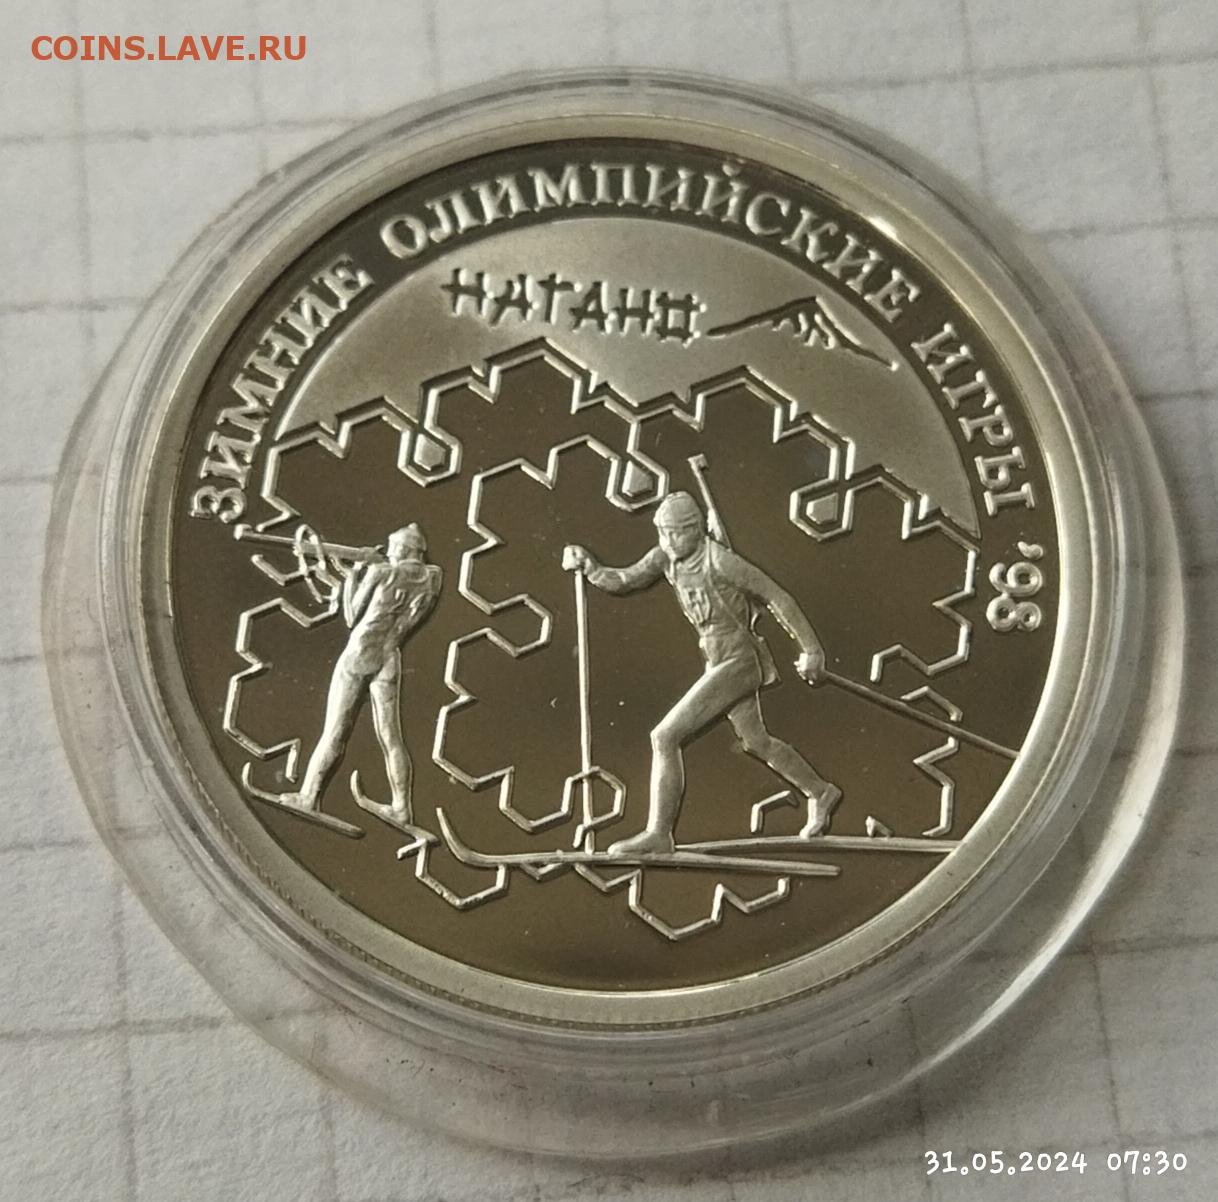 COINS.LAVE.RU
ЗИМНИЕ ОЛИМПИЙСКИЕ ИГРЫ '98
НАГАНО
31.05.2024 07:30